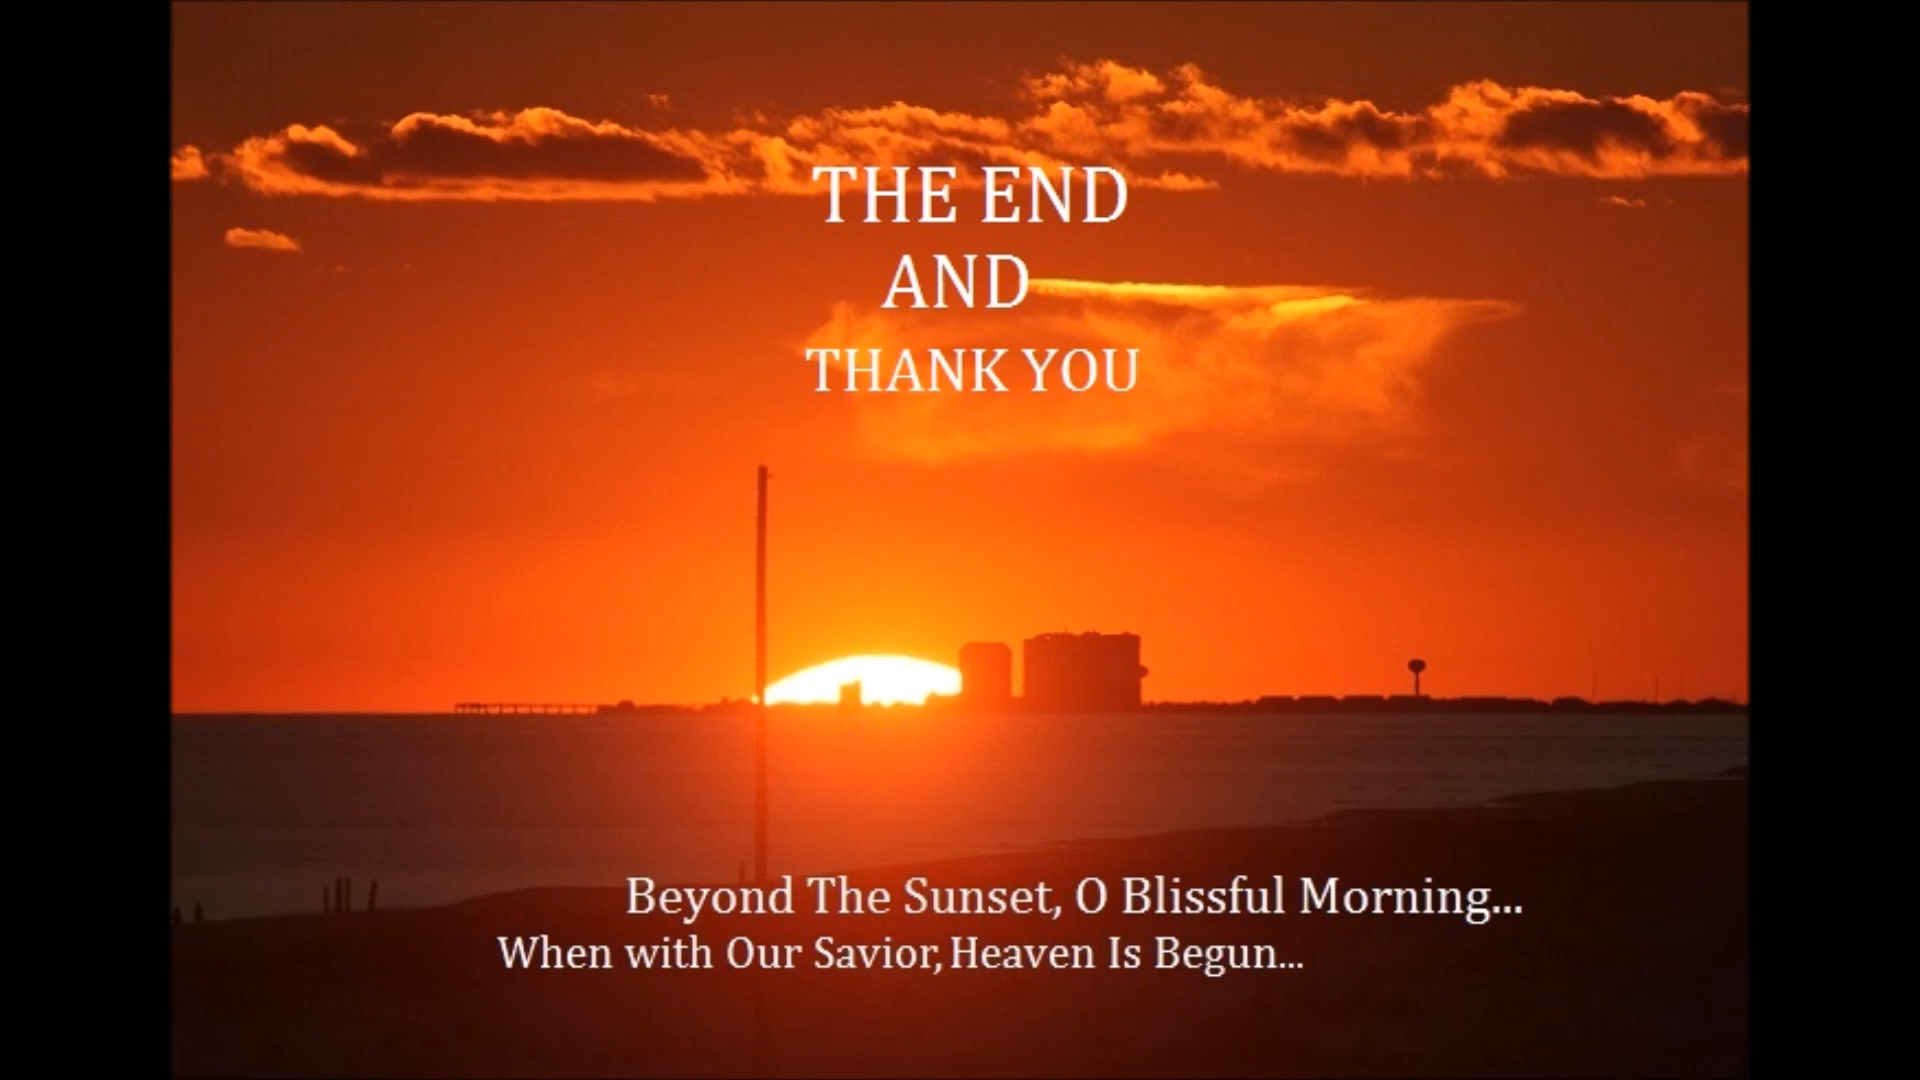 THE END
AND
THANK YOU
Beyond The Sunset, O Blissful Morning...
When with Our Savior, Heaven Is Begun...